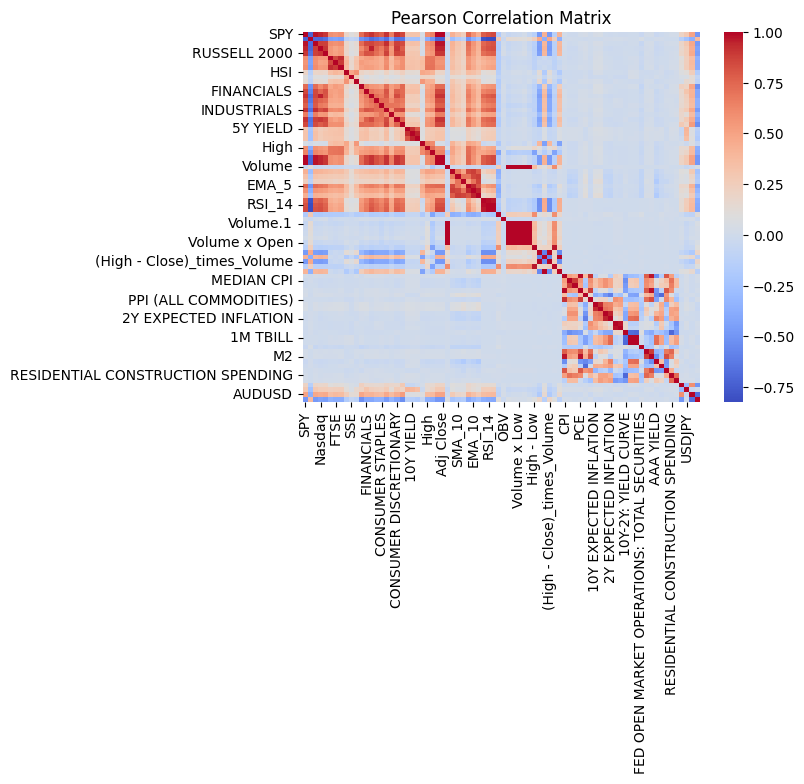 Pearson Correlation Matrix
SPY
RUSSELL 2000
HSI
FINANCIALS
INDUSTRIALS
5Y YIELD
High
Volume
EMA_5
RSI_14
Volume.1
Volume x Open
(High - Close)_times_Volume
MEDIAN CPI
PPI (ALL COMMODITIES)
2Y EXPECTED INFLATION
1M TBILL
M2
RESIDENTIAL CONSTRUCTION SPENDING
AUDUSD
1.00
0.75
0.50
0.25
0.00
−0.25
−0.50
−0.75
SPY
Nasdaq
FTSE
SSE
FINANCIALS
CONSUMER STAPLES
CONSUMER DISCRETIONARY
10Y YIELD
High
Adj Close
SMA_10
EMA_10
RSI_14
OBV
Volume x Low
High - Low
(High - Close)_times_Volume
CPI
PCE
10Y EXPECTED INFLATION
2Y EXPECTED INFLATION
10Y-2Y: YIELD CURVE
FED OPEN MARKET OPERATIONS: TOTAL SECURITIES
AAA YIELD
RESIDENTIAL CONSTRUCTION SPENDING
USDJPY